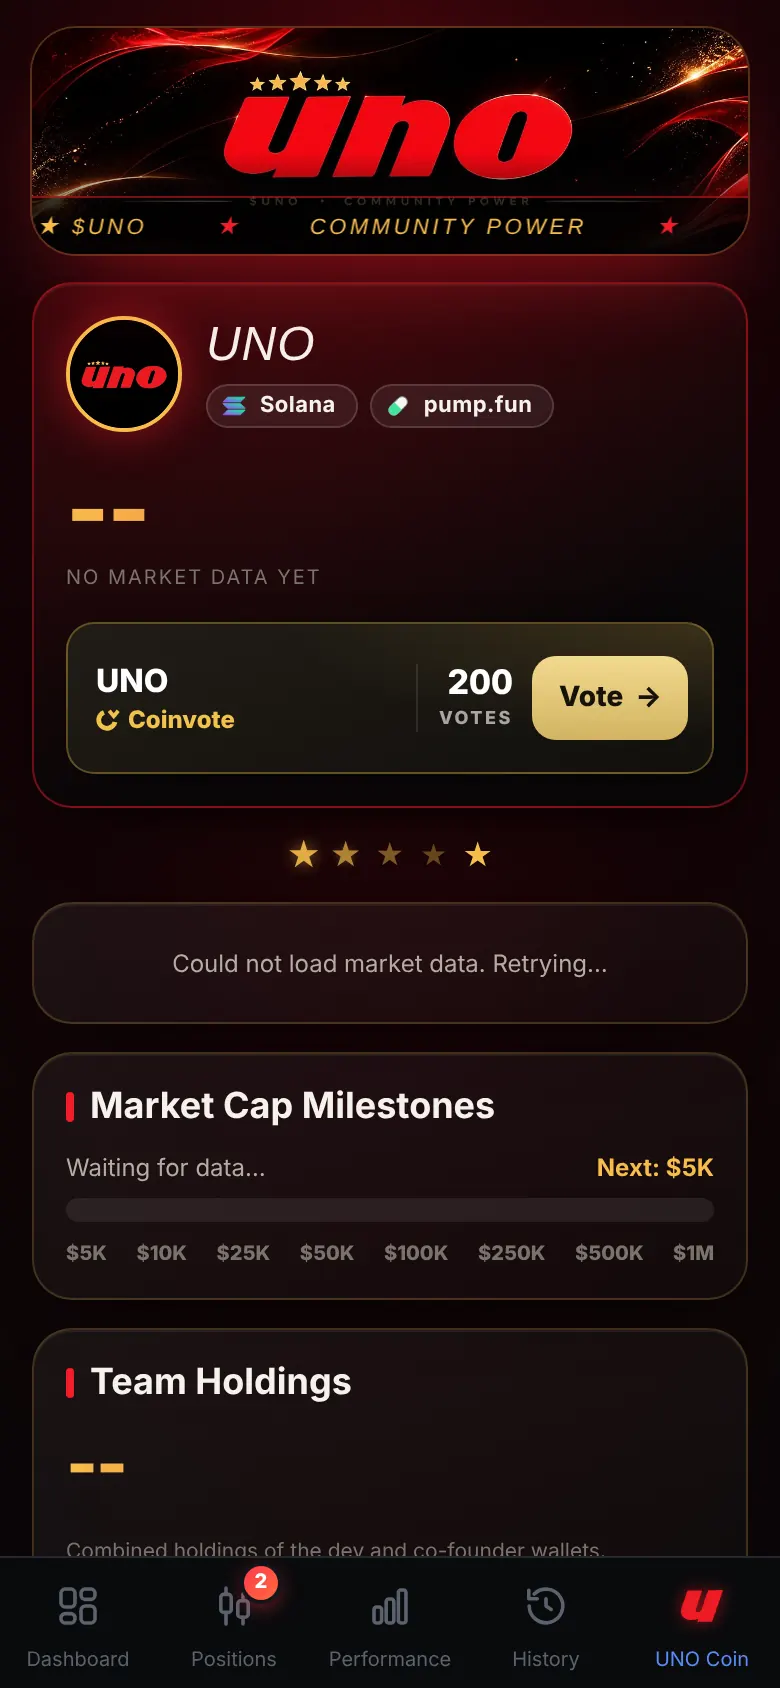 uno
$UNO · COMMUNITY POWER
★ $UNO ★ COMMUNITY POWER ★
uno
UNO
Solana
pump.fun
--
NO MARKET DATA YET
UNO
Coinvote
200
VOTES
Vote →
Could not load market data. Retrying...
Market Cap Milestones
Waiting for data...
Next: $5K
$5K $10K $25K $50K $100K $250K $500K $1M
Team Holdings
--
Combined holdings of the dev and co-founder wallets.
2
Dashboard
Positions
Performance
History
u
UNO Coin